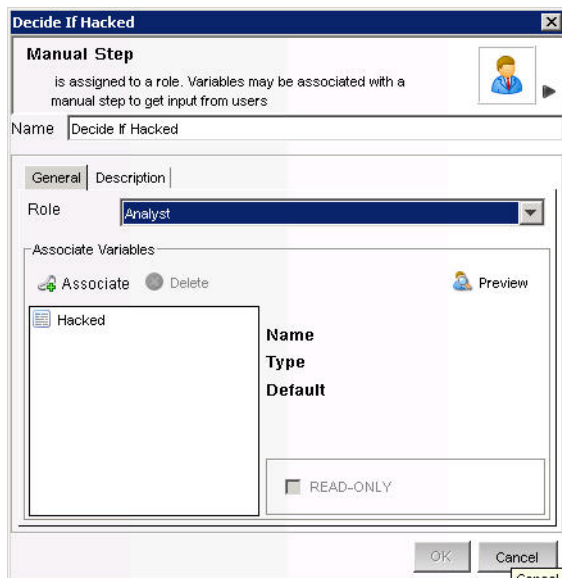 Decide If Hacked
Manual Step
is assigned to a role. Variables may be associated with a
manual step to get input from users
Name Decide If Hacked
General Description
Role Analyst
Associate Variables
Associate Delete Preview
Hacked
Name
Type
Default
READ-ONLY
OK Cancel
Cancel